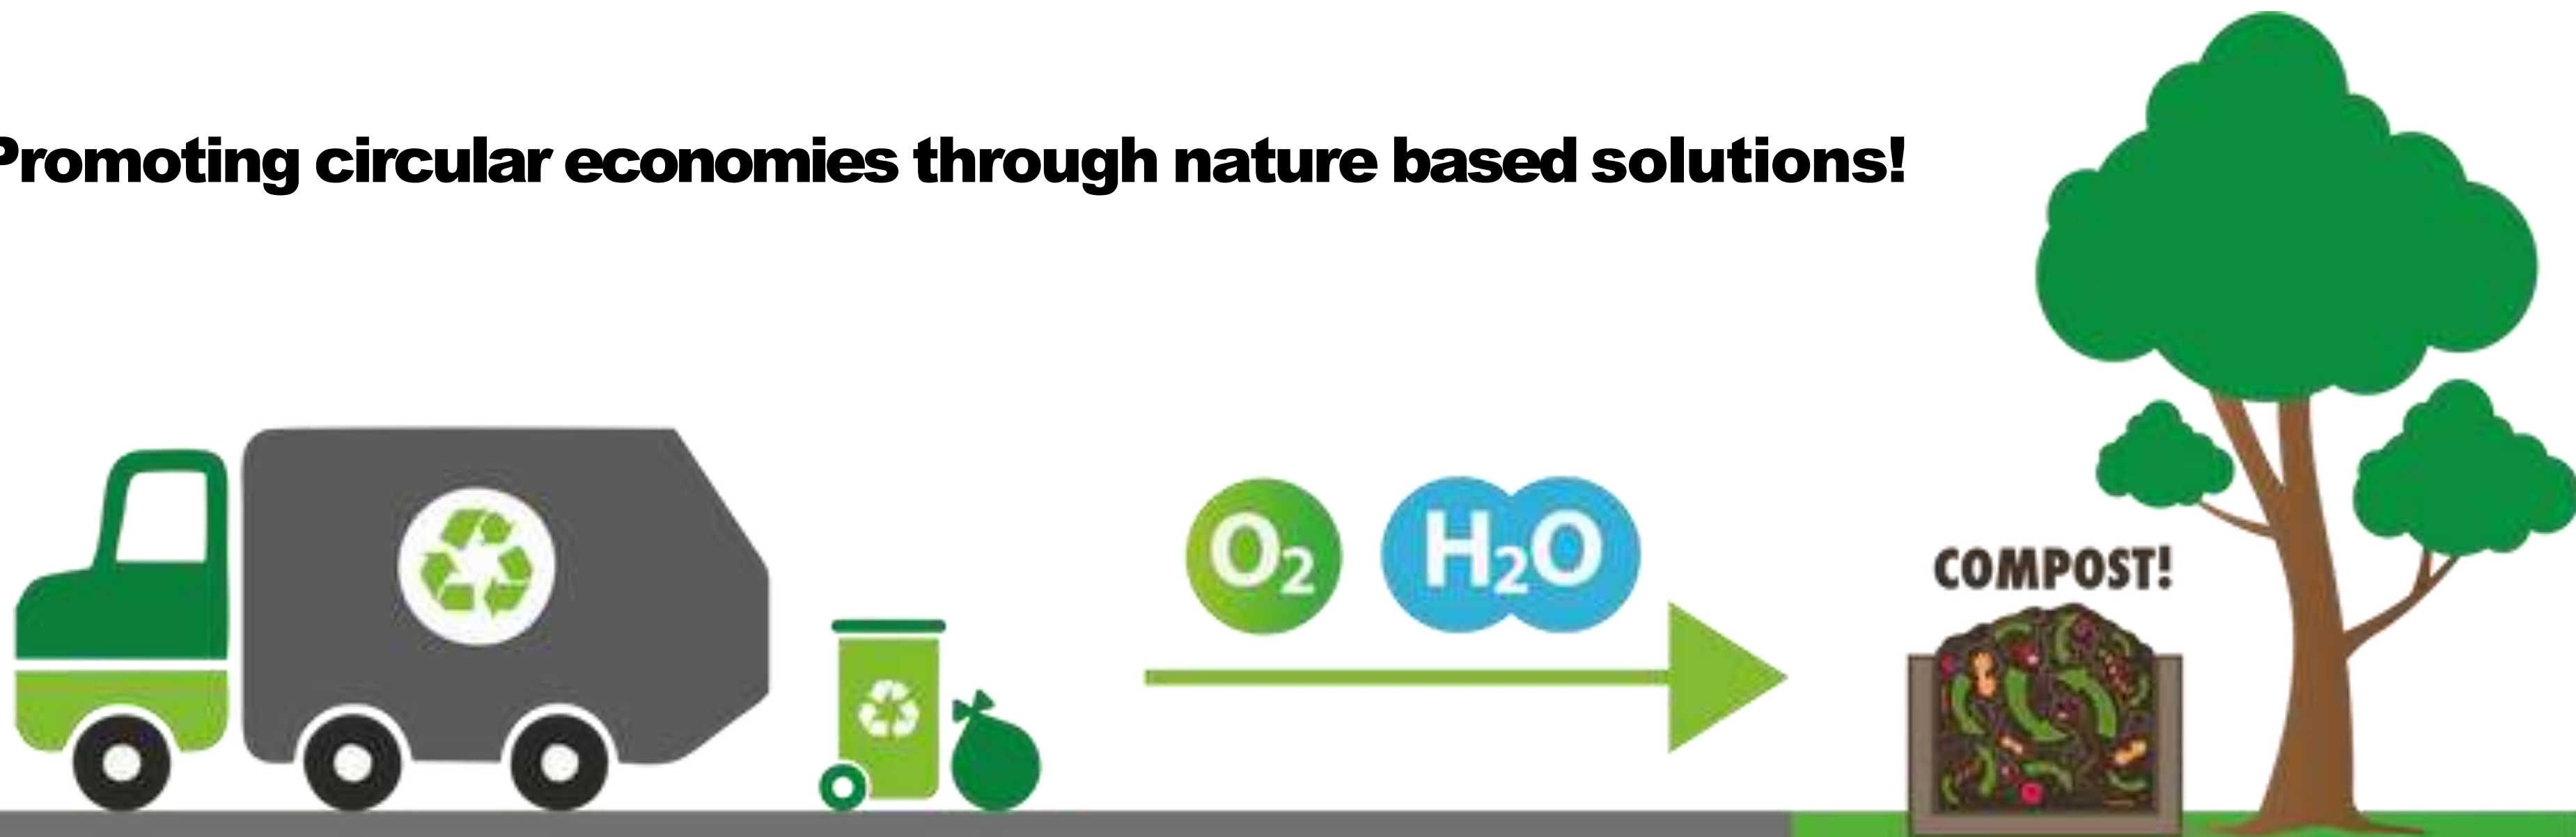 Promoting circular economies through nature based solutions!
O₂ H₂O
COMPOST!